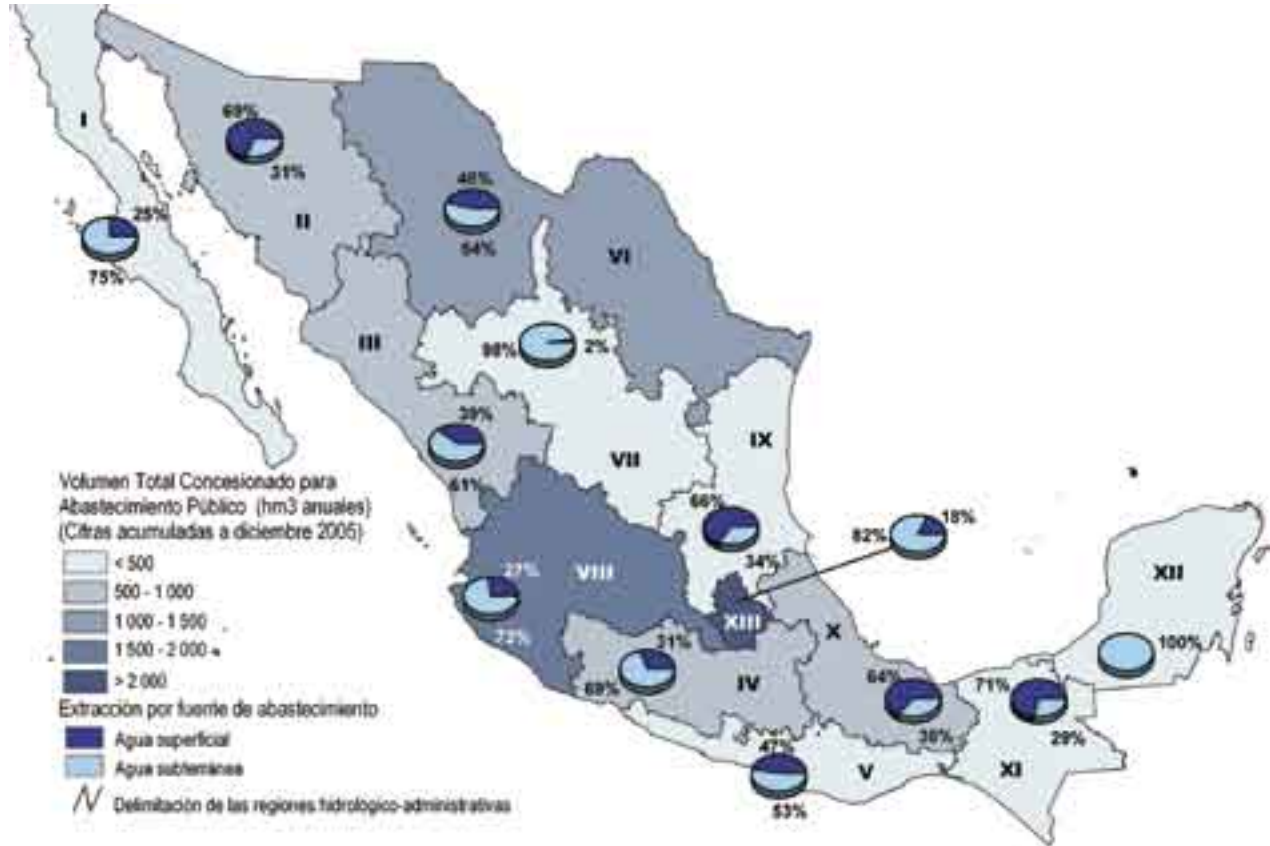 I
69%
31%
II
25%
75%
46%
54%
VI
III
98%
2%
39%
61%
VII
IX
66%
34%
82%
18%
XII
100%
27%
VIII
XIII
X
31%
69%
IV
64%
36%
71%
29%
XI
47%
53%
V
Volumen Total Concesionado para
Abastecimiento Público (hm3 anuales)
(Cifras acumuladas a diciembre 2005)
< 500
500 - 1 000
1 000 - 1 500
1 500 - 2 000
> 2 000
Extracción por fuente de abastecimiento
Agua superficial
Agua subterránea
Delimitación de las regiones hidrológico-administrativas